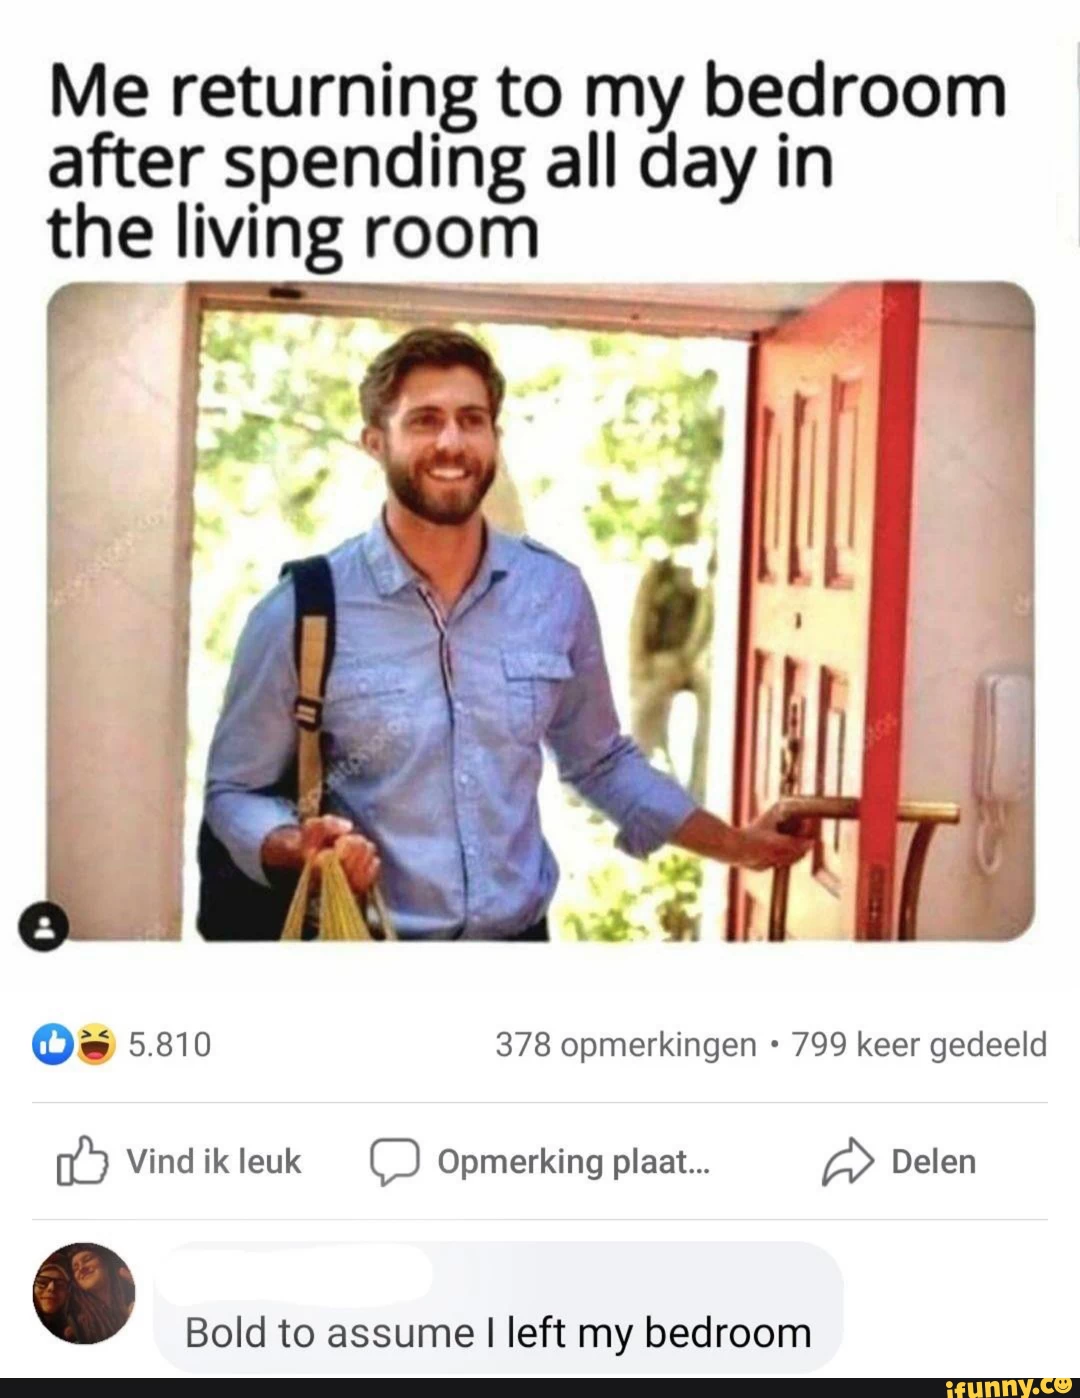 Me returning to my bedroom
after spending all day in
the living room
5.810
378 opmerkingen • 799 keer gedeeld
Vind ik leuk
Opmerking plaat...
Delen
Bold to assume I left my bedroom
ifunny.co